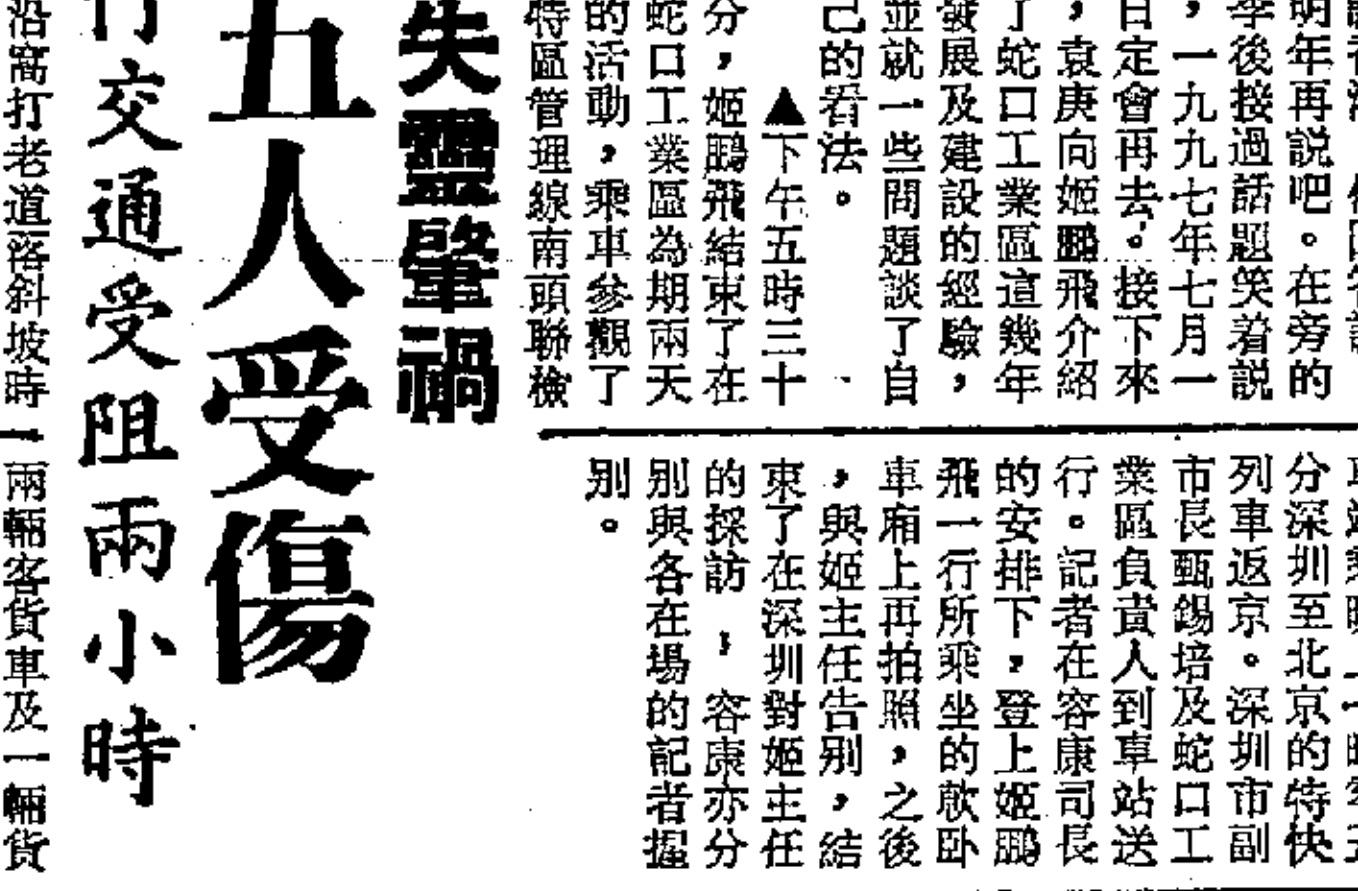 明年再説吧。在旁的
李後接過話題笑着説
，一九九七年七月一
日定會再去。接下來
，袁庚向姬鵬飛介紹
了蛇口工業區這幾年
發展及建設的經驗，
並就一些問題談了自
己的看法。
▲下午五時三十
分，姬鵬飛結束了在
蛇口工業區為期兩天
的活動，乘車參觀了
特區管理線南頭聯檢
分深圳至北京的特快
列車返京。深圳市副
市長甄錫培及蛇口工
業區負責人到車站送
行。記者在容康司長
的安排下，登上姬鵬
飛一行所乘坐的軟卧
車廂上再拍照，之後
，與姬主任告别，結
束了在深圳對姬主任
的採訪，容康亦分
别與各在場的記者握
别。
失靈肇禍
五人受傷
行交通受阻兩小時
沿窩打老道落斜坡時兩輛客貨車及一輛貨